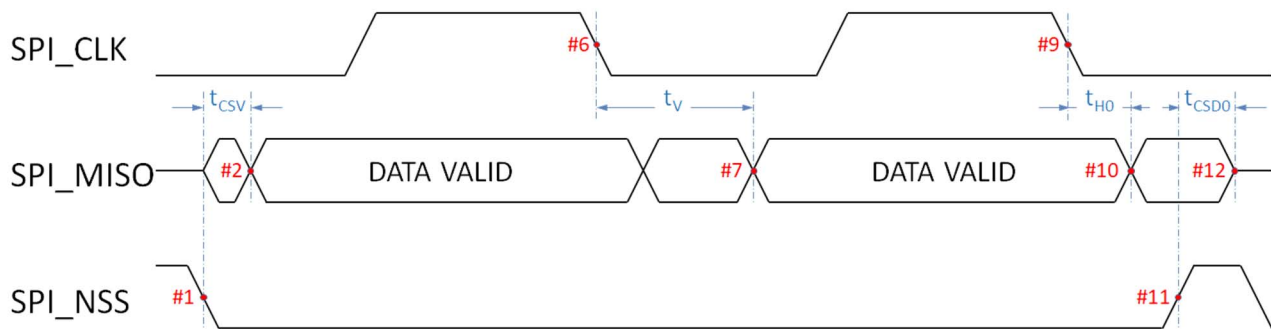 SPI_CLK
#6
#9
tCSV
tV
tH0
tCSD0
SPI_MISO
#2
DATA VALID
#7
DATA VALID
#10
#12
SPI_NSS
#1
#11